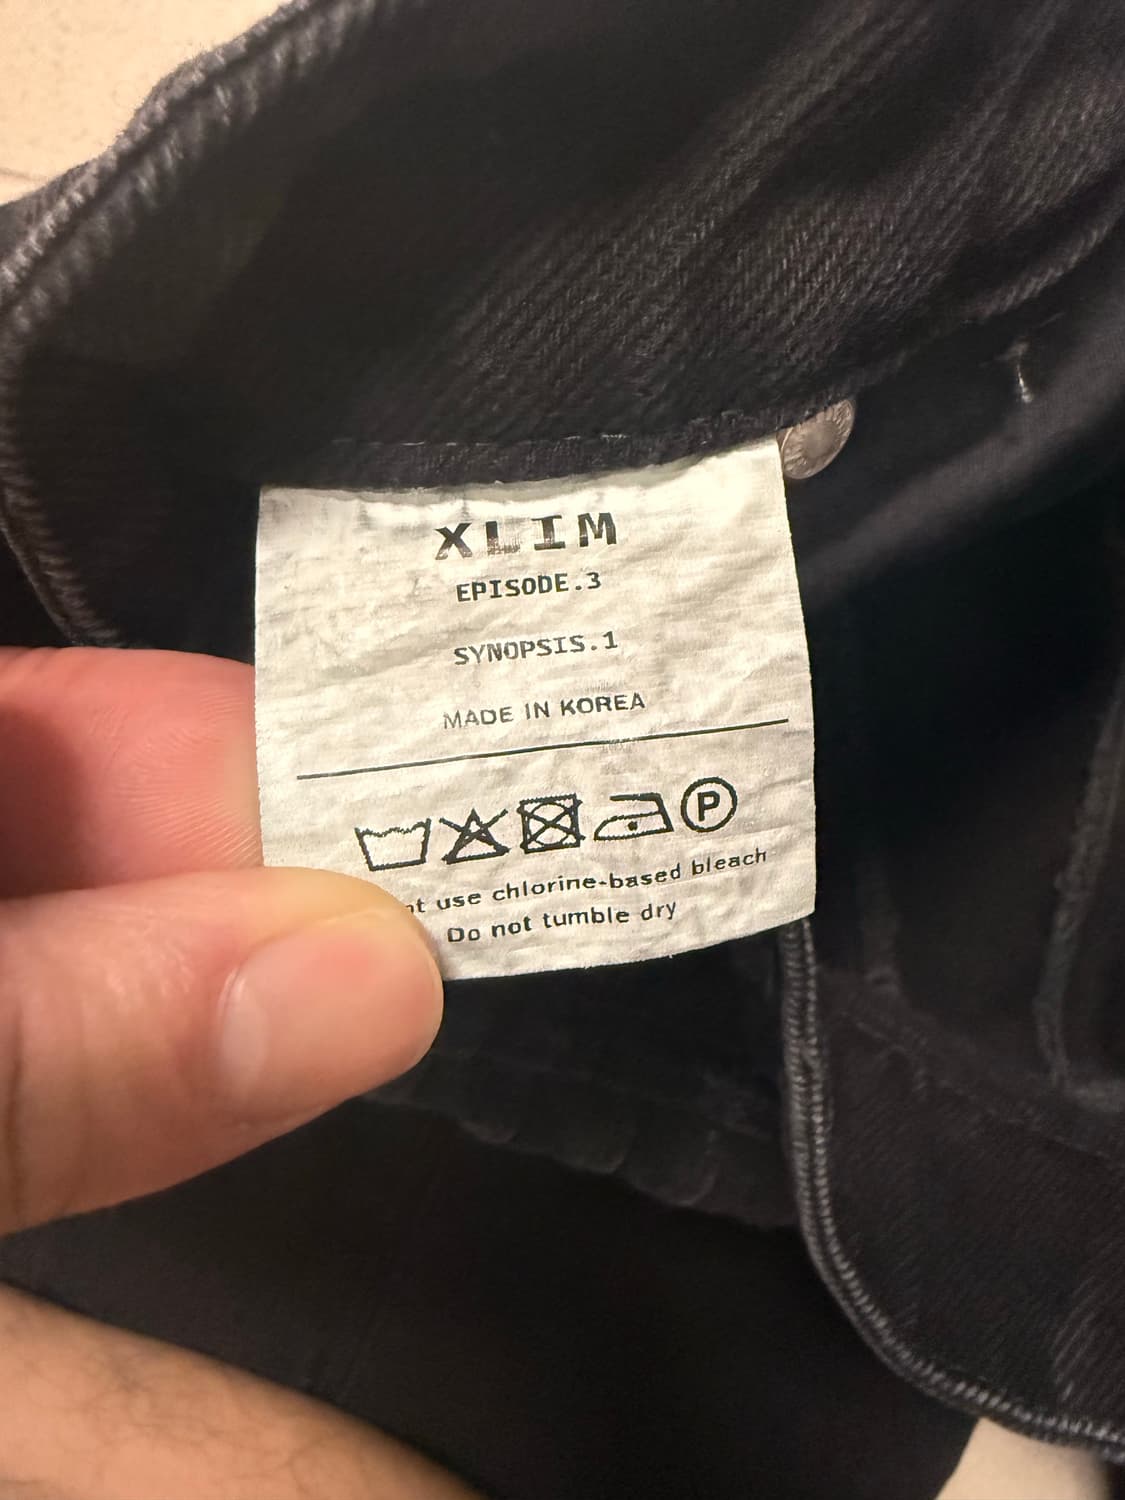 XLIM
EPISODE.3
SYNOPSIS.1
MADE IN KOREA
P
use chlorine-based bleach
Do not tumble dry